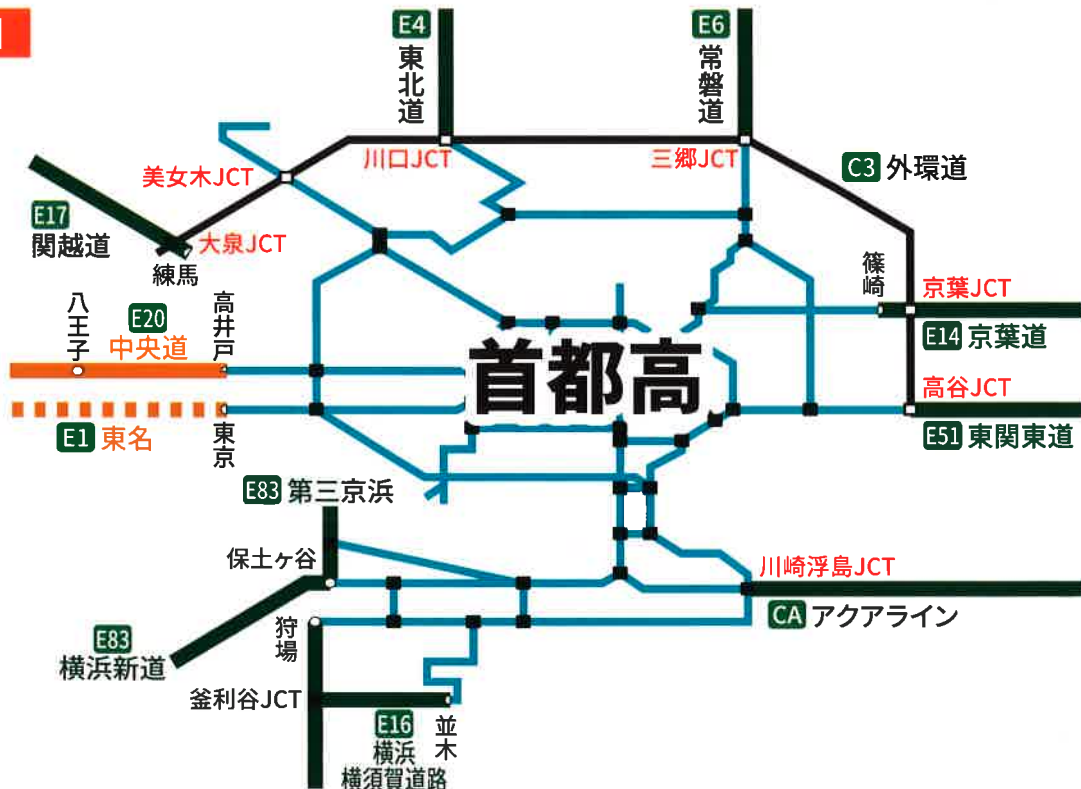 E4
東北道
E6
常磐道
川口JCT
三郷JCT
C3 外環道
美女木JCT
E17
関越道
大泉JCT
練馬
篠崎
京葉JCT
E14 京葉道
八王子
E20
中央道
高井戸
首都高
高谷JCT
E51 東関東道
E1 東名
東京
E83 第三京浜
保土ヶ谷
川崎浮島JCT
CA アクアライン
E83
横浜新道
狩場
釜利谷JCT
E16
横浜
横須賀道路
並木